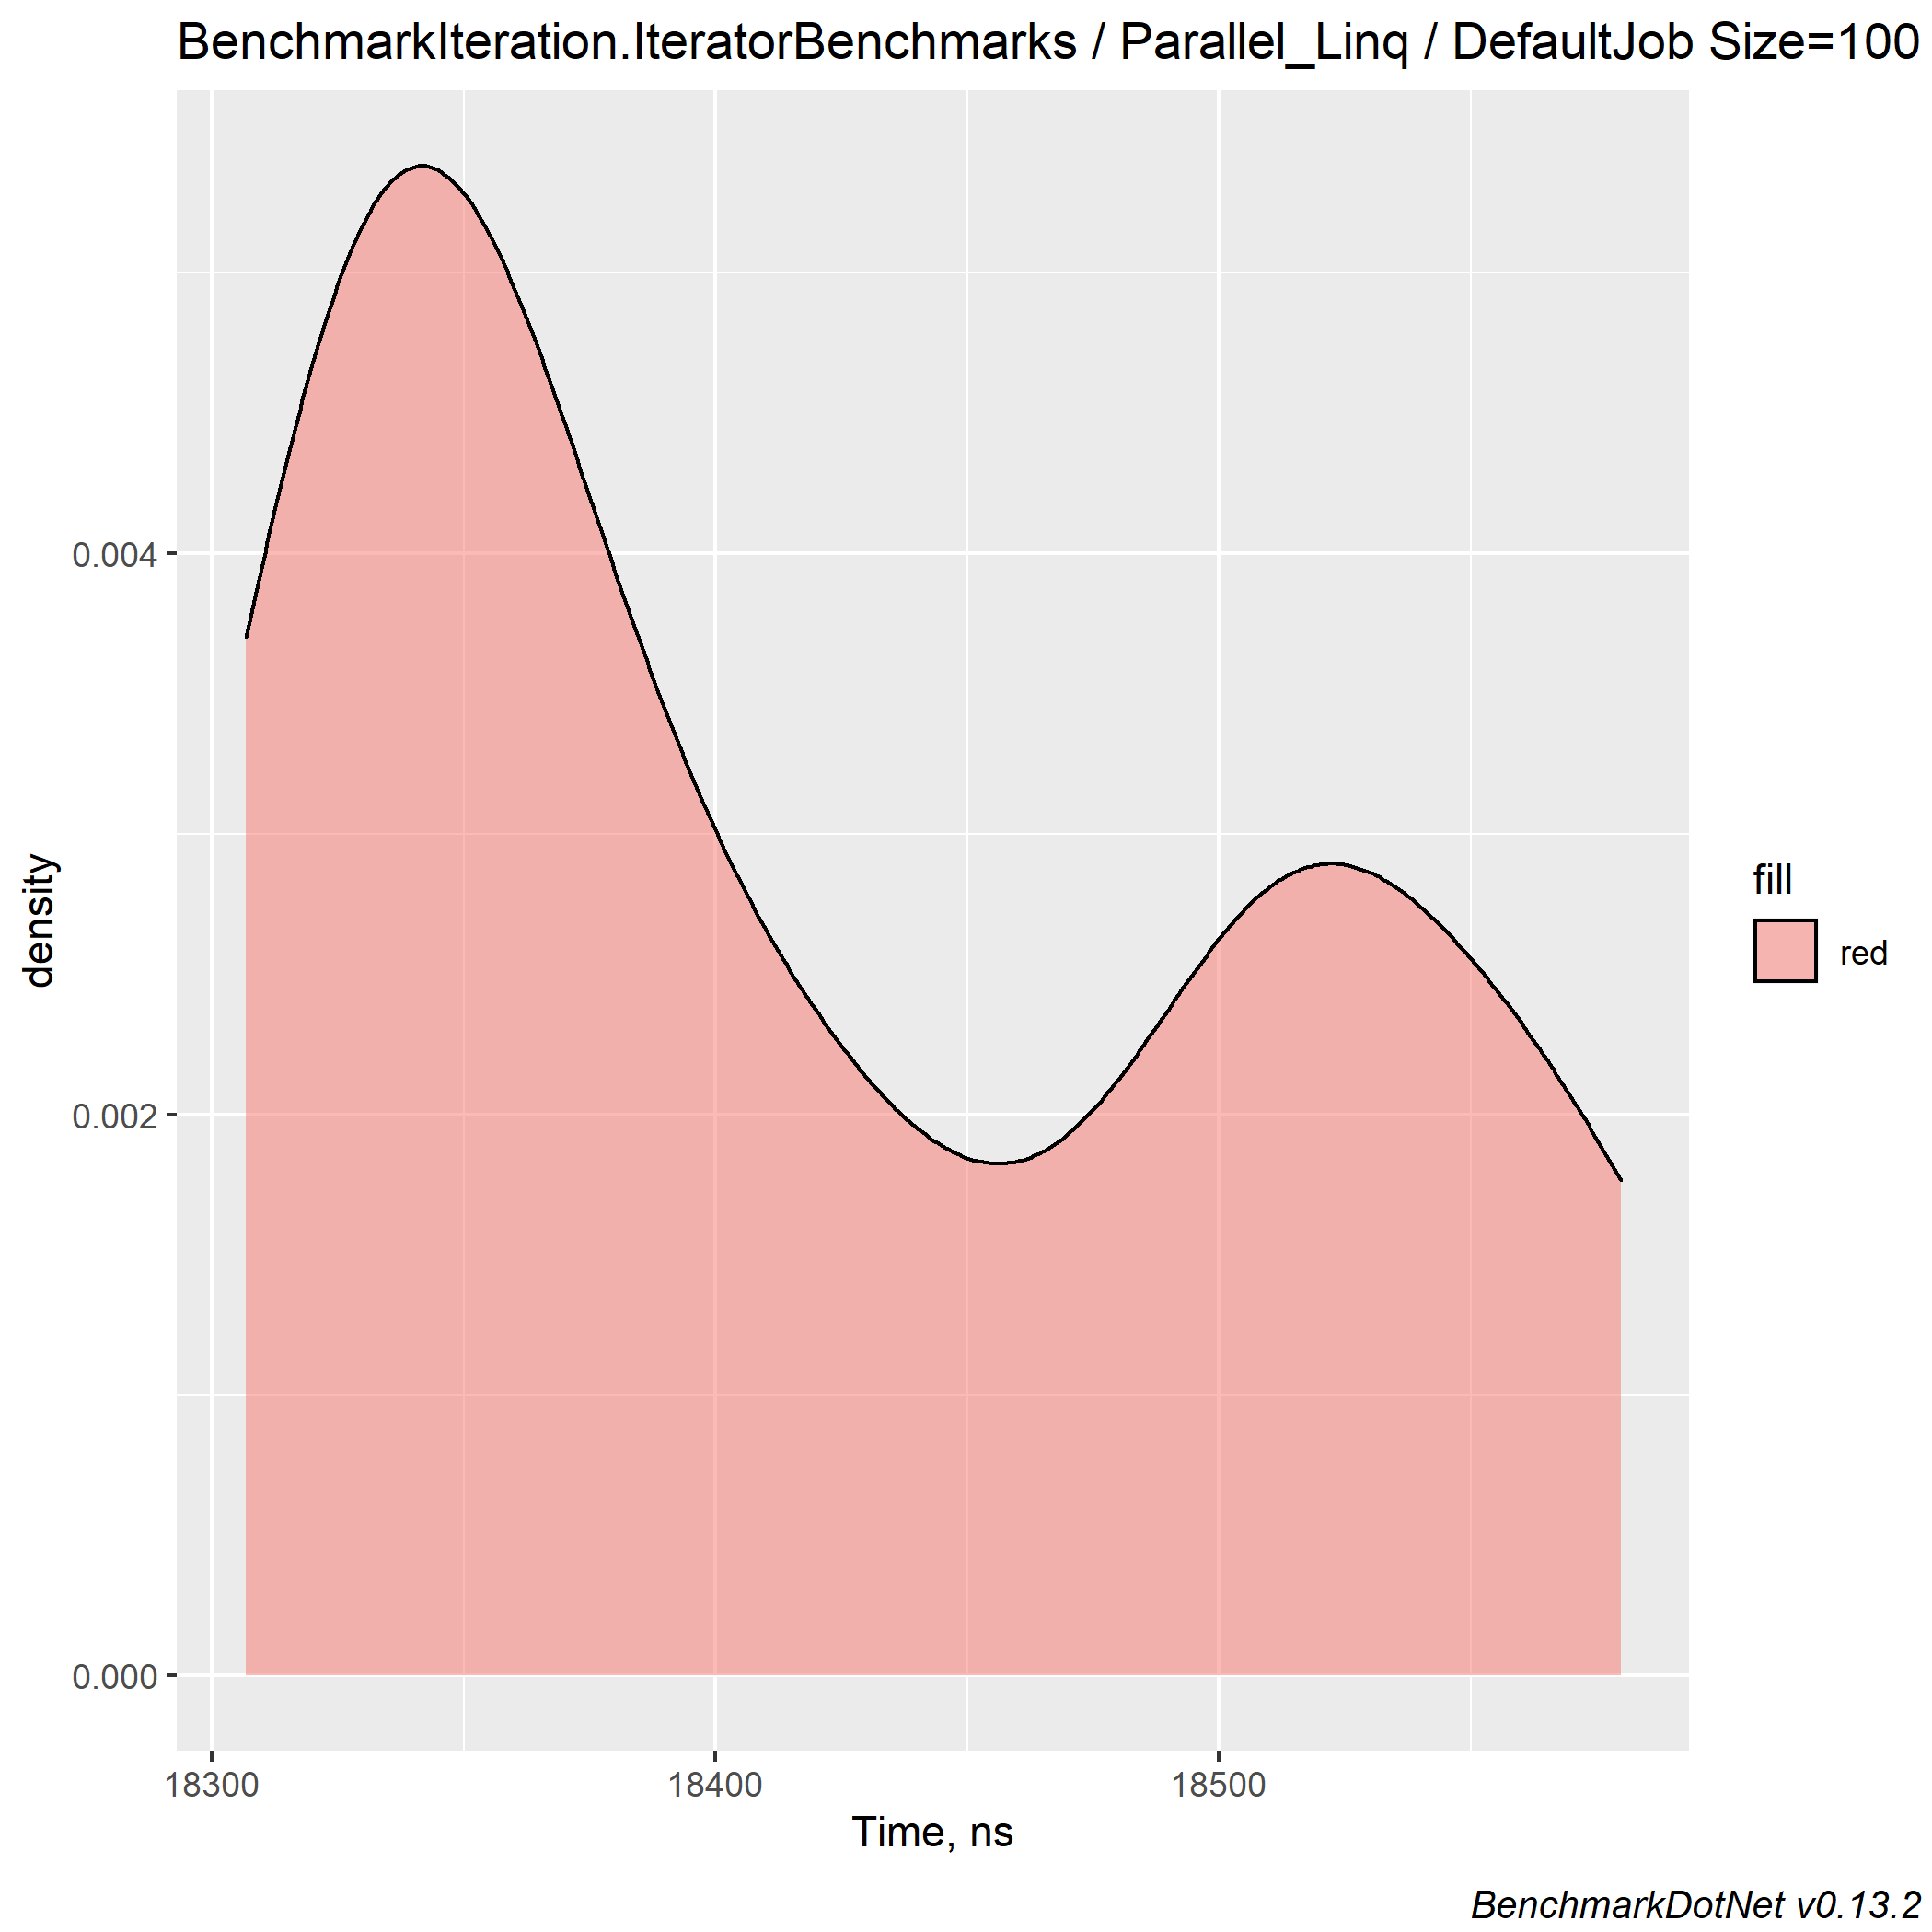 BenchmarkIteration.IteratorBenchmarks / Parallel_Linq / DefaultJob Size=100
0.004
0.002
0.000
density
18300 18400 18500
Time, ns
fill
red
BenchmarkDotNet v0.13.2